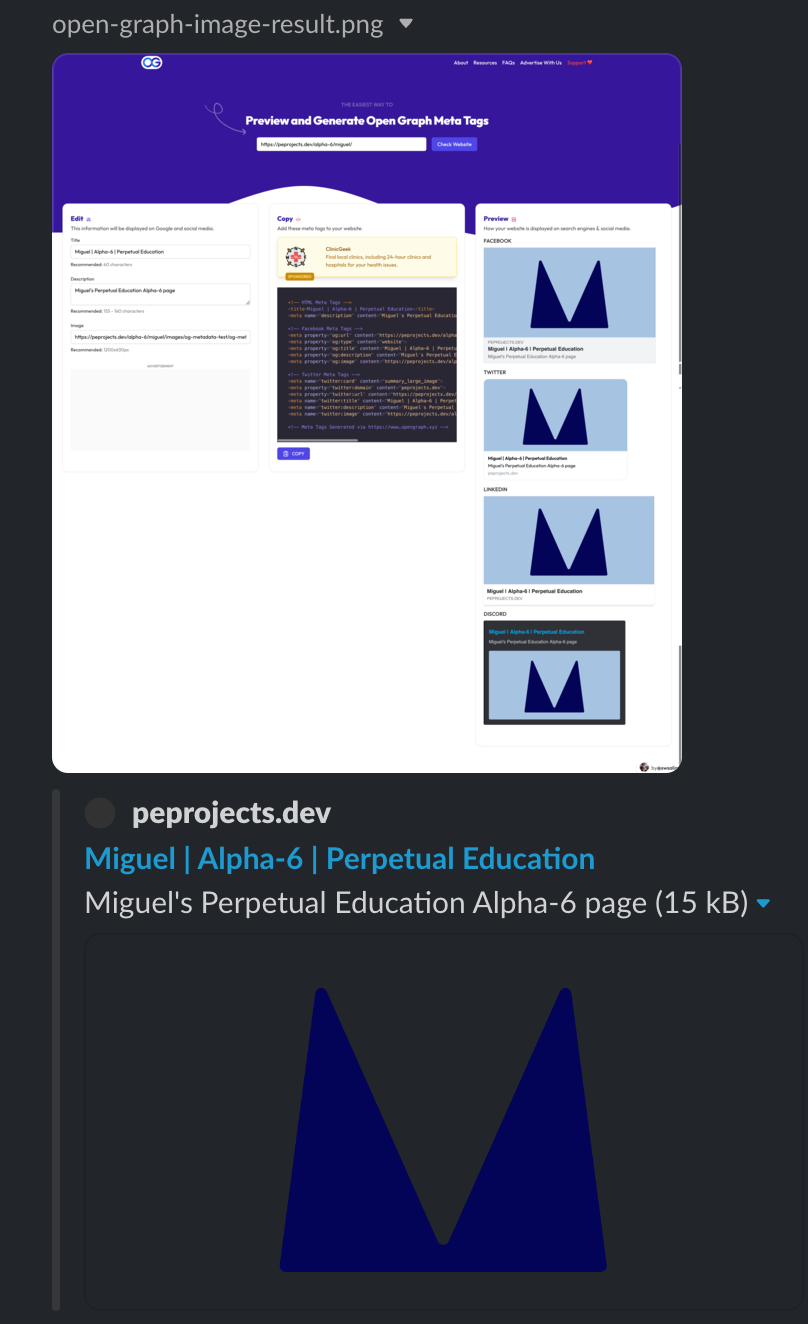 open-graph-image-result.png
OG
About Resources FAQs Advertise With Us Support
THE EASIEST WAY TO
Preview and Generate Open Graph Meta Tags
https://peprojects.dev/alpha-6/miguel/
Check Website
Edit
This information will be displayed on Google and social media.
Title
Miguel | Alpha-6 | Perpetual Education
Recommended: 60 characters
Description
Miguel's Perpetual Education Alpha-6 page
Recommended: 155 - 160 characters
Image
https://peprojects.dev/alpha-6/miguel/images/og-metadata-test/og-met
Recommended: 1200x630px
ADVERTISEMENT
Copy
Add these meta tags to your website.
ClinicGeek
Find local clinics, including 24-hour clinics and
hospitals for your health issues.
SPONSORED
<!-- HTML Meta Tags -->
<title>Miguel | Alpha-6 | Perpetual Education</title>
<meta name="description" content="Miguel's Perpetual Educatio
<!-- Facebook Meta Tags -->
<meta property="og:url" content="https://peprojects.dev/alpha
<meta property="og:type" content="website">
<meta property="og:title" content="Miguel | Alpha-6 | Perpetu
<meta property="og:description" content="Miguel's Perpetual E
<meta property="og:image" content="https://peprojects.dev/alp
<!-- Twitter Meta Tags -->
<meta name="twitter:card" content="summary_large_image">
<meta property="twitter:domain" content="peprojects.dev">
<meta property="twitter:url" content="https://peprojects.dev/
<meta name="twitter:title" content="Miguel | Alpha-6 | Perpet
<meta name="twitter:description" content="Miguel's Perpetual
<meta name="twitter:image" content="https://peprojects.dev/al
<!-- Meta Tags Generated via https://www.opengraph.xyz -->
COPY
Preview
How your website is displayed on search engines & social media.
FACEBOOK
PEPROJECTS.DEV
Miguel | Alpha-6 | Perpetual Education
Miguel's Perpetual Education Alpha-6 page
TWITTER
Miguel | Alpha-6 | Perpetual Education
Miguel's Perpetual Education Alpha-6 page
peprojects.dev
LINKEDIN
Miguel | Alpha-6 | Perpetual Education
PEPROJECTS.DEV
DISCORD
Miguel | Alpha-6 | Perpetual Education
Miguel's Perpetual Education Alpha-6 page
peprojects.dev
Miguel | Alpha-6 | Perpetual Education
Miguel's Perpetual Education Alpha-6 page (15 kB)